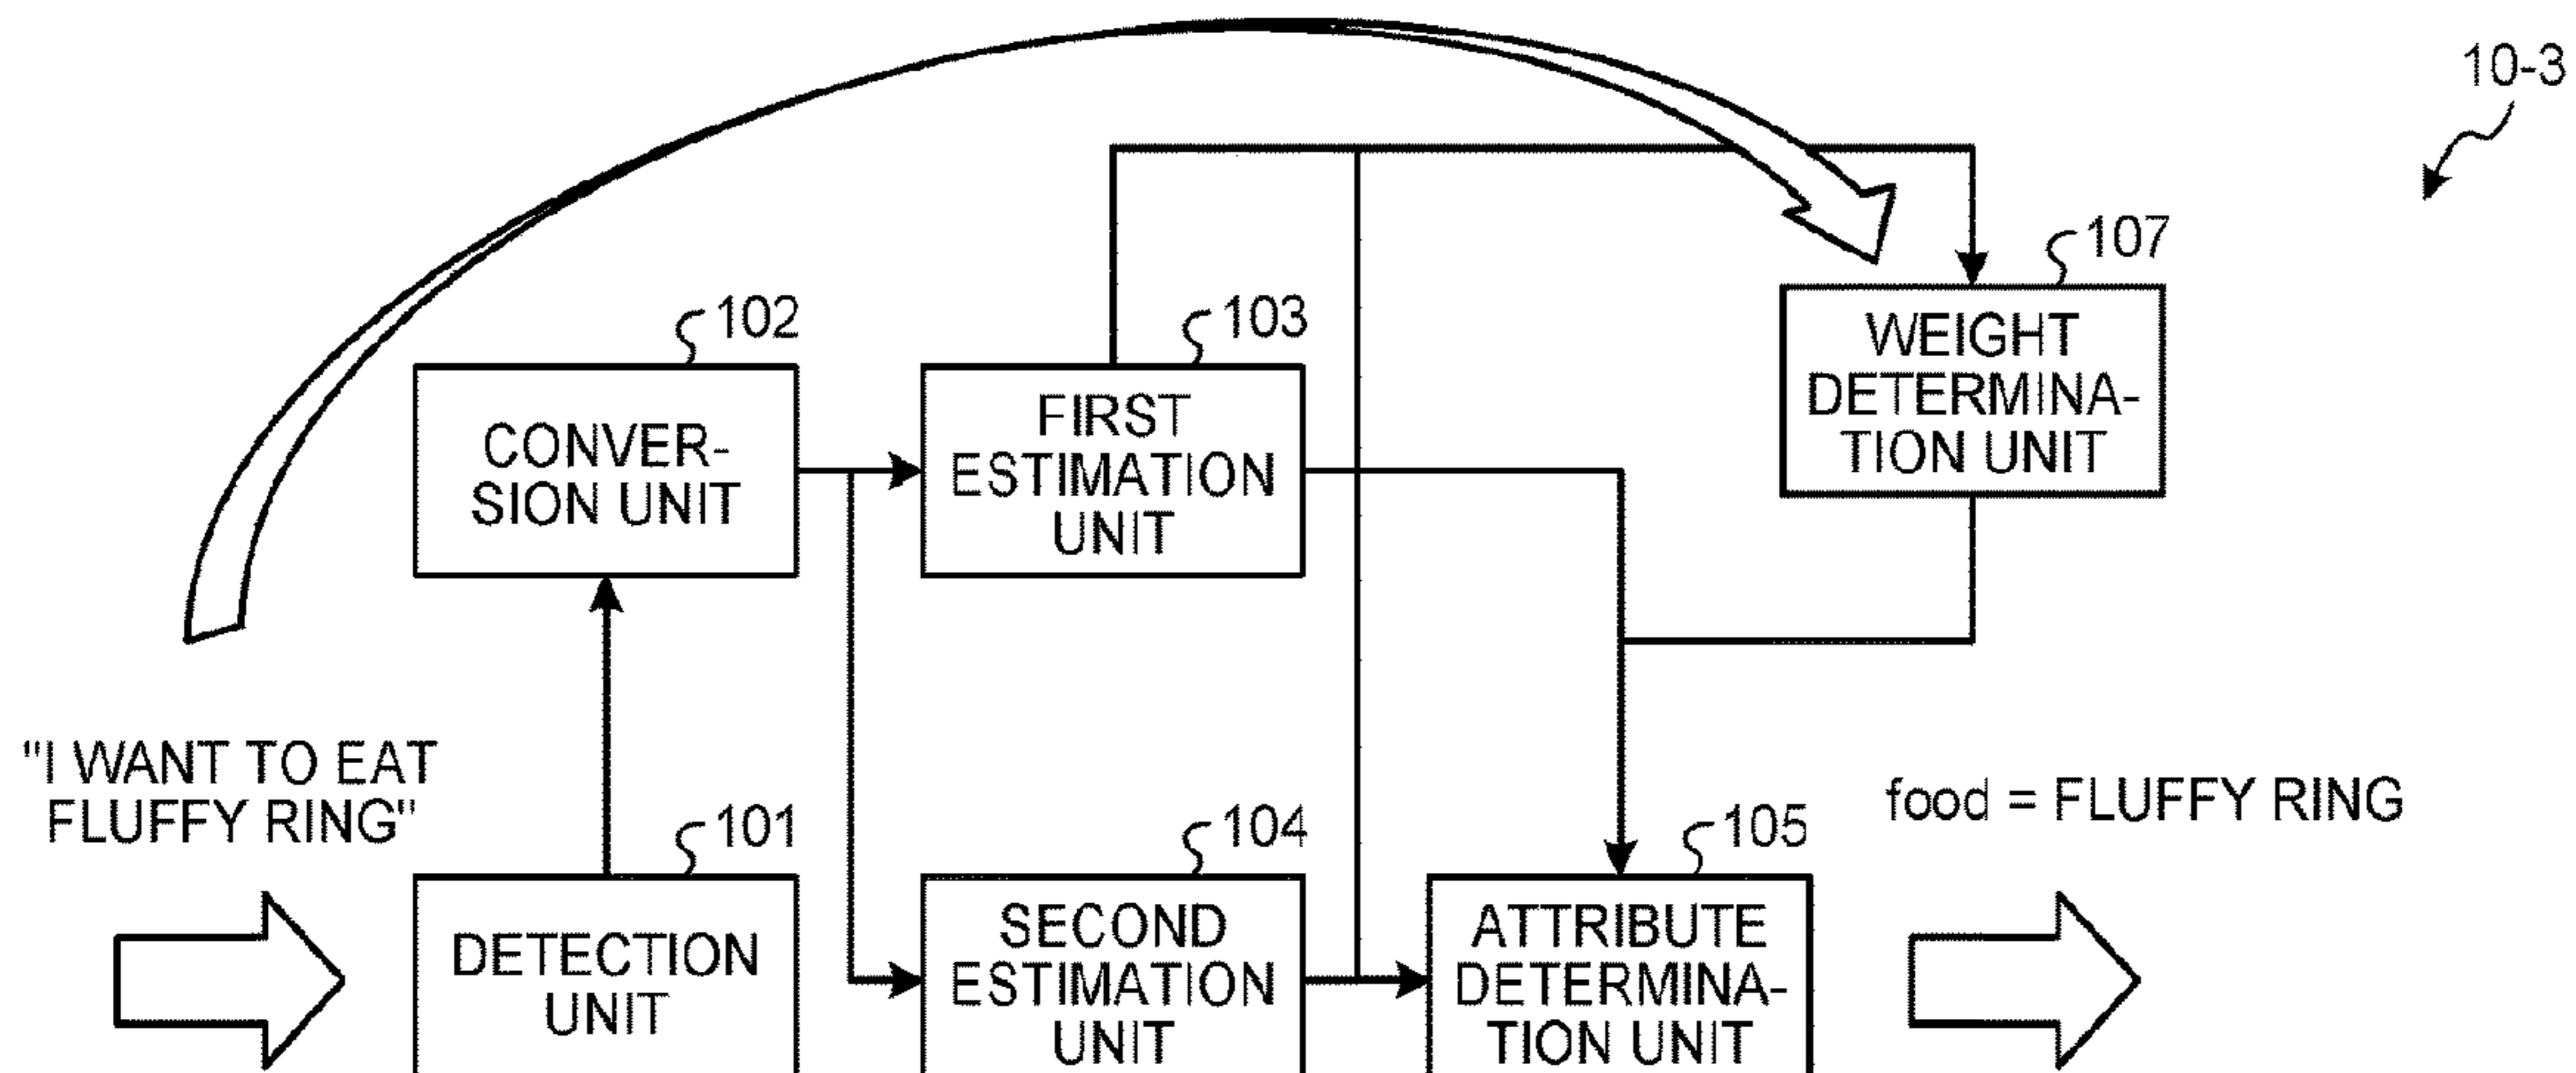 10-3
107
WEIGHT
DETERMINA-
TION UNIT
102
CONVER-
SION UNIT
103
FIRST
ESTIMATION
UNIT
"I WANT TO EAT
FLUFFY RING"
101
DETECTION
UNIT
104
SECOND
ESTIMATION
UNIT
105
ATTRIBUTE
DETERMINA-
TION UNIT
food = FLUFFY RING